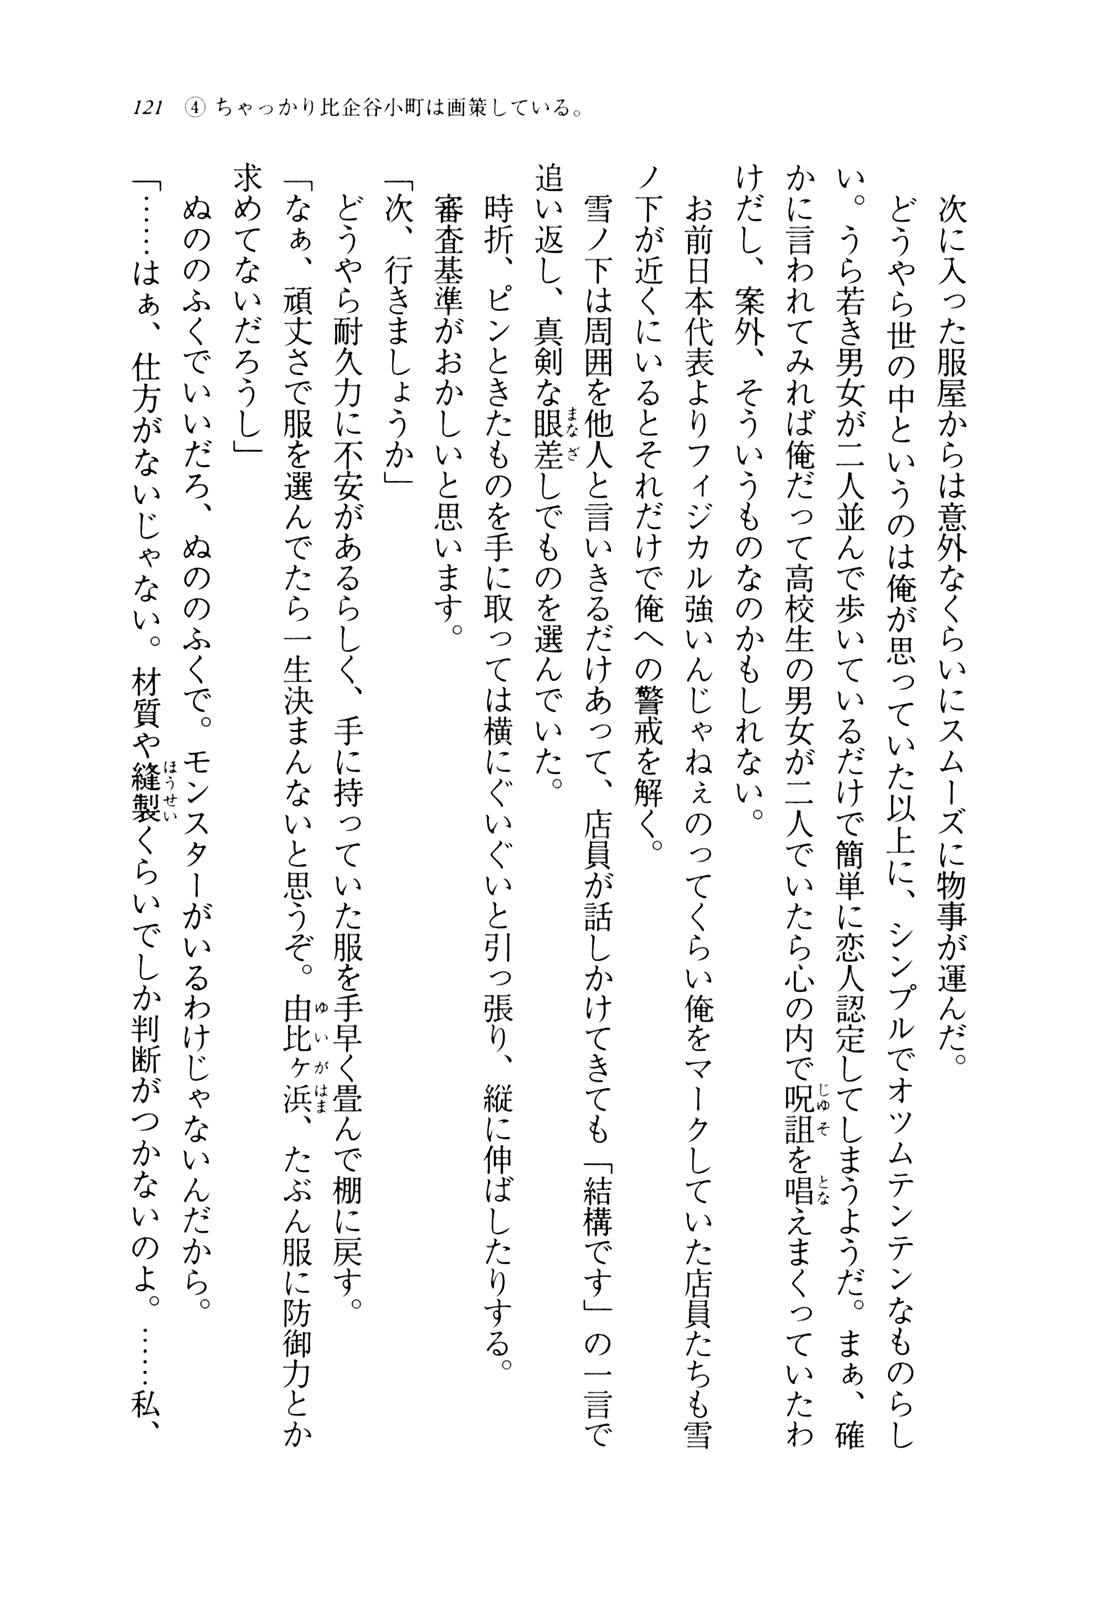 121 ④ ちゃっかり比企谷小町は画策している。
　次に入った服屋からは意外なくらいにスムーズに物事が運んだ。
　どうやら世の中というのは俺が思っていた以上に、シンプルでオツムテンテンなものらし
い。うら若き男女が二人並んで歩いているだけで簡単に恋人認定してしまうようだ。まぁ、確
かに言われてみれば俺だって高校生の男女が二人でいたら心の内で呪詛を唱えまくっていたわ
けだし、案外、そういうものなのかもしれない。
　お前日本代表よりフィジカル強いんじゃねぇのってくらい俺をマークしていた店員たちも雪
ノ下が近くにいるとそれだけで俺への警戒を解く。
　雪ノ下は周囲を他人と言いきるだけあって、店員が話しかけてきても「結構です」の一言で
追い返し、真剣な眼差しでものを選んでいた。
　時折、ピンときたものを手に取っては横にぐいぐいと引っ張り、縦に伸ばしたりする。
　審査基準がおかしいと思います。
「次、行きましょうか」
　どうやら耐久力に不安があるらしく、手に持っていた服を手早く畳んで棚に戻す。
「なぁ、頑丈さで服を選んでたら一生決まんないと思うぞ。由比ヶ浜、たぶん服に防御力とか
求めてないだろうし」
　ぬののふくでいいだろ、ぬののふくで。モンスターがいるわけじゃないんだから。
「……はぁ、仕方がないじゃない。材質や縫製くらいでしか判断がつかないのよ。……私、